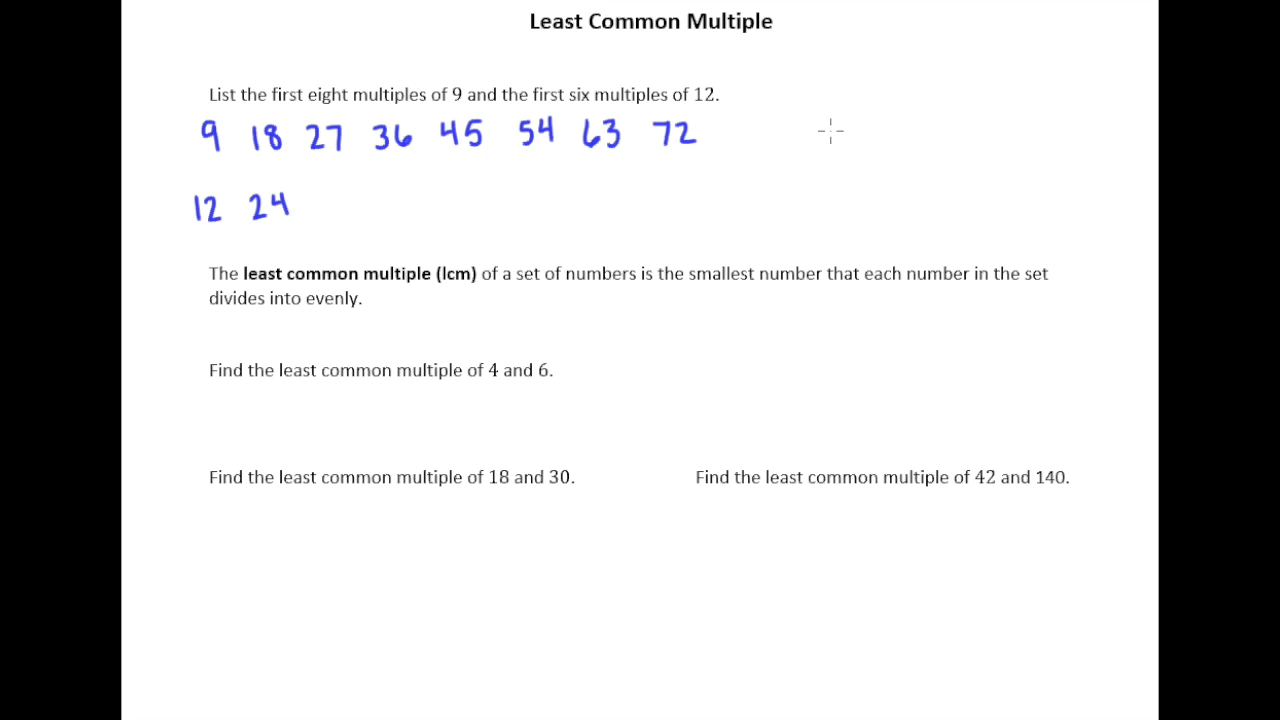 Least Common Multiple
List the first eight multiples of 9 and the first six multiples of 12.
9 18 27 36 45 54 63 72
12 24
The least common multiple (lcm) of a set of numbers is the smallest number that each number in the set
divides into evenly.
Find the least common multiple of 4 and 6.
Find the least common multiple of 18 and 30.
Find the least common multiple of 42 and 140.